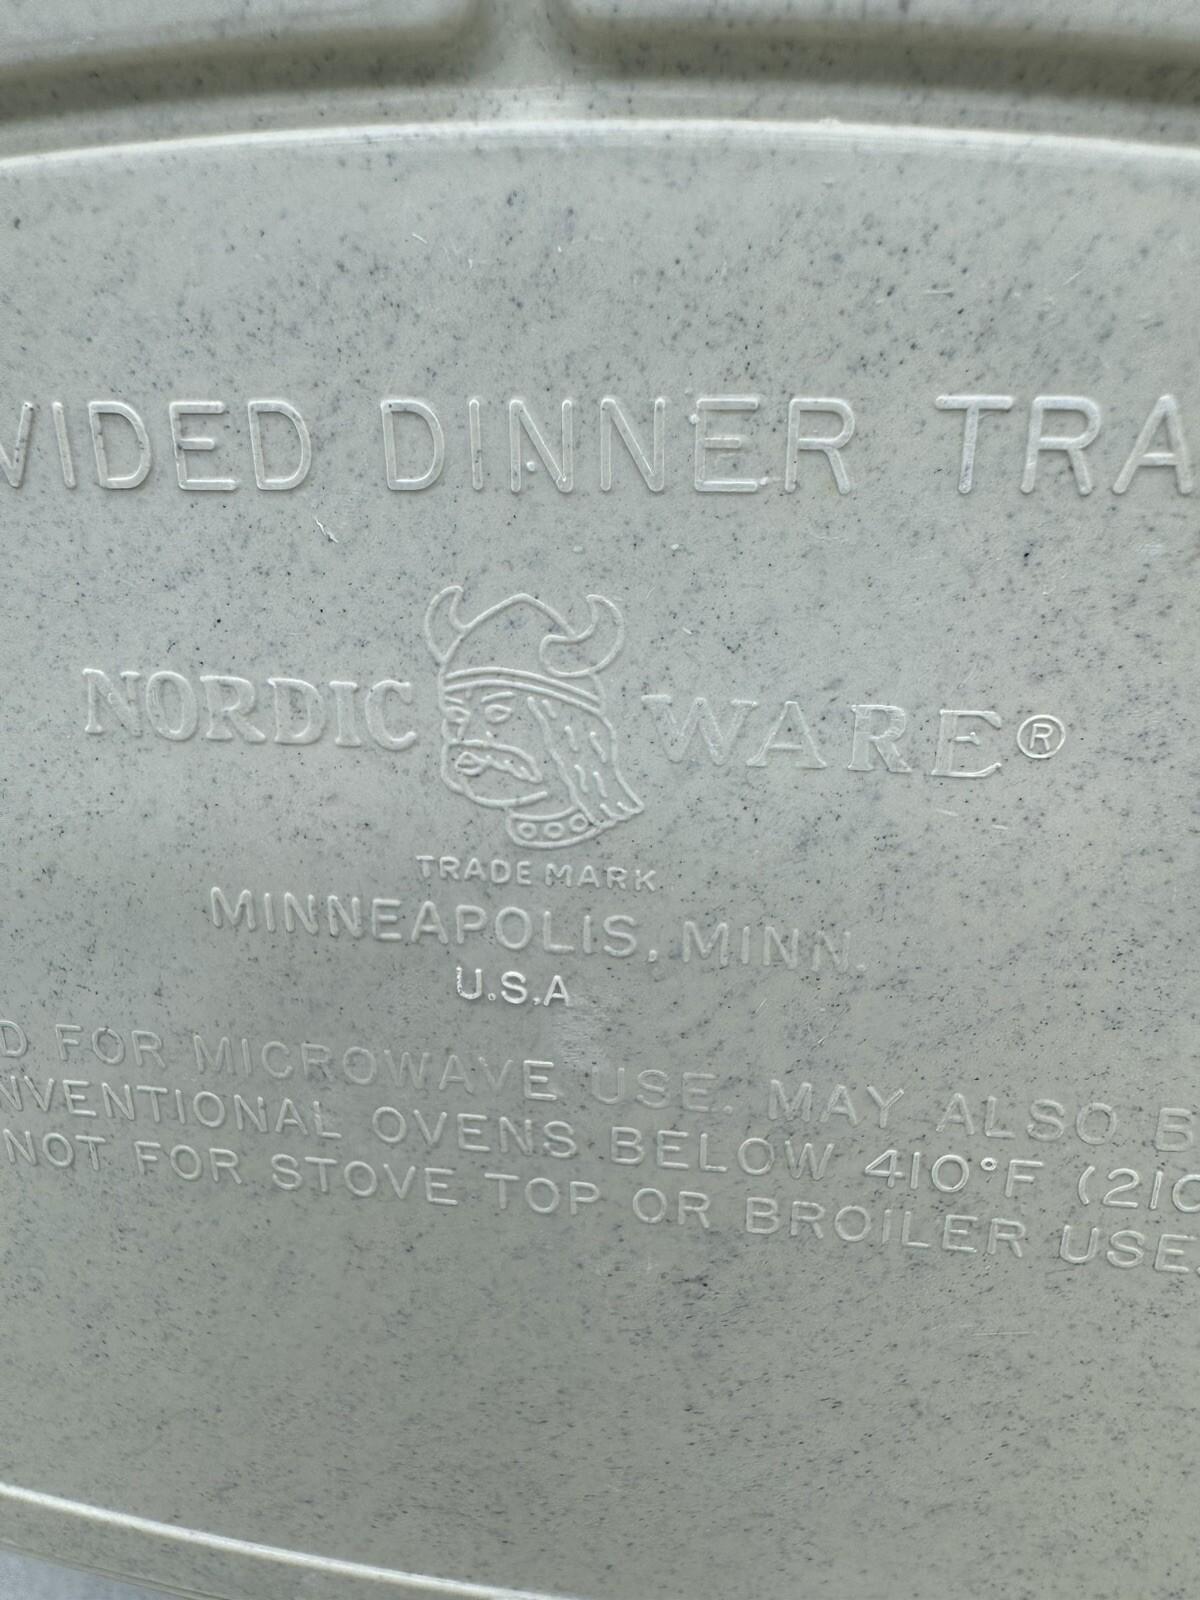 VIDED DINNER TRA
NORDIC WARE®
TRADE MARK
MINNEAPOLIS, MINN.
U.S.A
D FOR MICROWAVE USE. MAY ALSO B
NVENTIONAL OVENS BELOW 410°F (210
NOT FOR STOVE TOP OR BROILER USE.